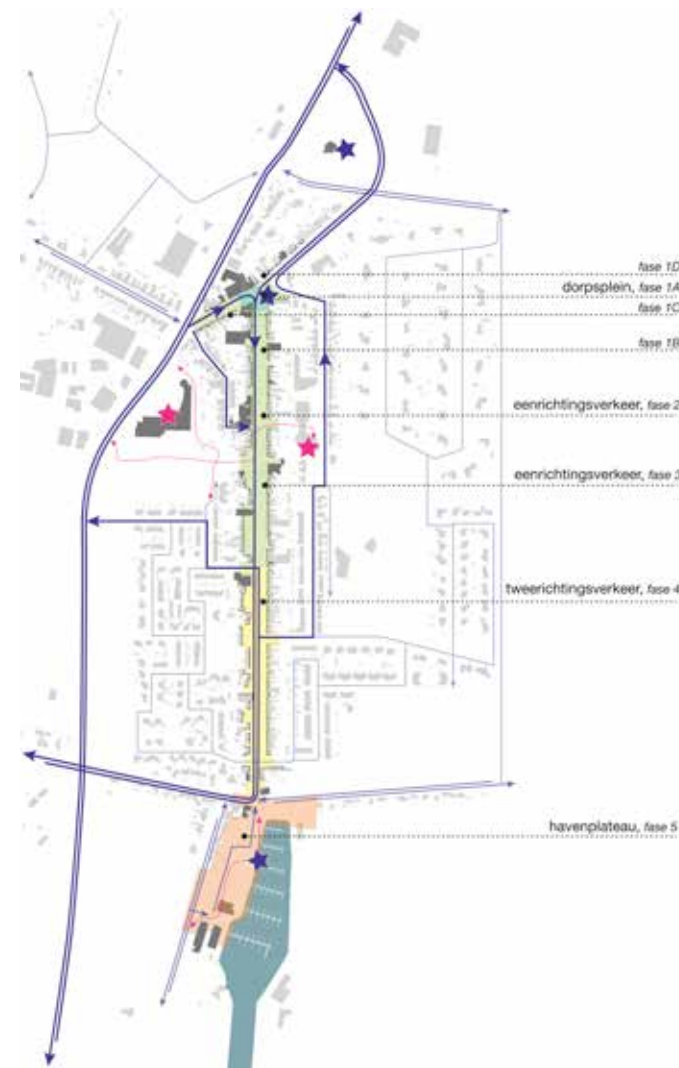 fase 1D
dorpsplein, fase 1A
fase 1C
fase 1B
eenrichtingsverkeer, fase 2
eenrichtingsverkeer, fase 3
tweerichtingsverkeer, fase 4
havenplateau, fase 5